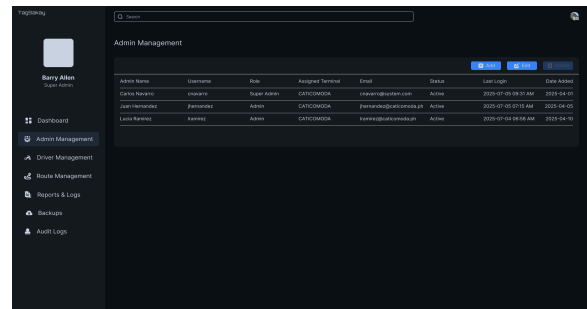 TagSakay
Search
Barry Allen
Super Admin
Dashboard
Admin Management
Driver Management
Route Management
Reports & Logs
Backups
Audit Logs
Admin Management
Add Edit
Admin Name Username Role Assigned Terminal Email Status Last Login Date Added
Carlos Navarro cnavarro Super Admin CATICOMODA cnavarro@system.com Active 2025-07-05 09:31 AM 2025-04-01
Juan Hernandez jhernandez Admin CATICOMODA jhernandez@caticomoda.ph Active 2025-07-05 07:15 AM 2025-04-05
Lucia Ramirez lramirez Admin CATICOMODA lramirez@caticomoda.ph Active 2025-07-04 06:58 AM 2025-04-10